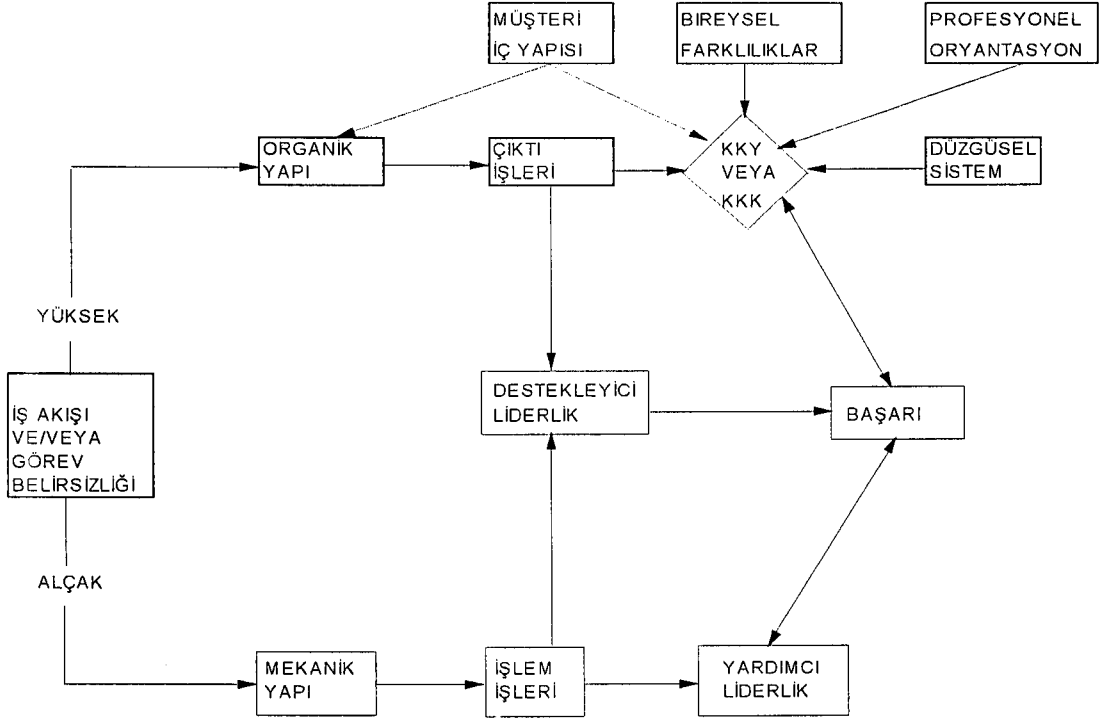 MÜŞTERİ
İÇ YAPISI
BIREYSEL
FARKLILIKLAR
PROFESYONEL
ORYANTASYON
ORGANİK
YAPI
ÇIKTI
İŞLERİ
KKY
VEYA
KKK
DÜZGÜSEL
SİSTEM
YÜKSEK
İŞ AKIŞI
VE/VEYA
GÖREV
BELİRSİZLİĞİ
DESTEKLEYİCİ
LİDERLİK
BAŞARI
ALÇAK
MEKANİK
YAPI
İŞLEM
İŞLERİ
YARDIMCI
LİDERLİK